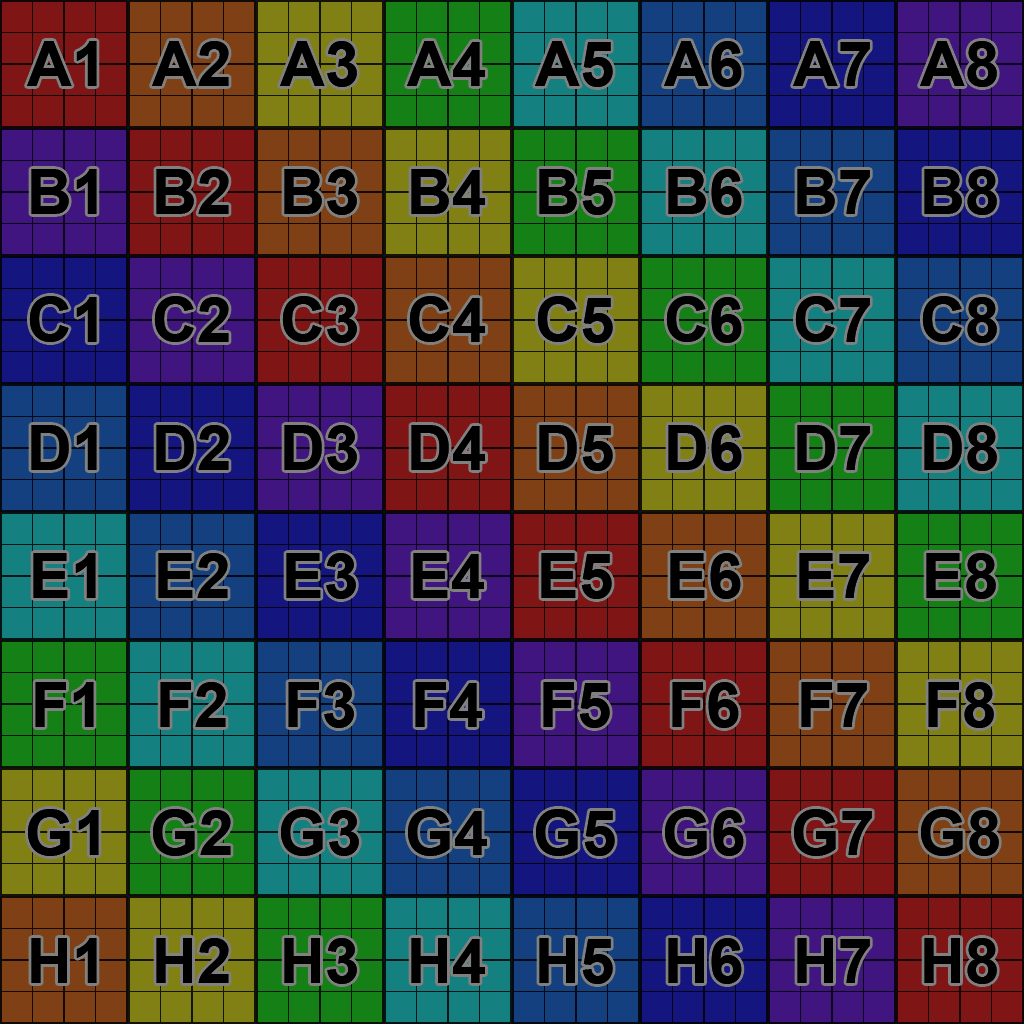 A1 A2 A3 A4 A5 A6 A7 A8
B1 B2 B3 B4 B5 B6 B7 B8
C1 C2 C3 C4 C5 C6 C7 C8
D1 D2 D3 D4 D5 D6 D7 D8
E1 E2 E3 E4 E5 E6 E7 E8
F1 F2 F3 F4 F5 F6 F7 F8
G1 G2 G3 G4 G5 G6 G7 G8
H1 H2 H3 H4 H5 H6 H7 H8